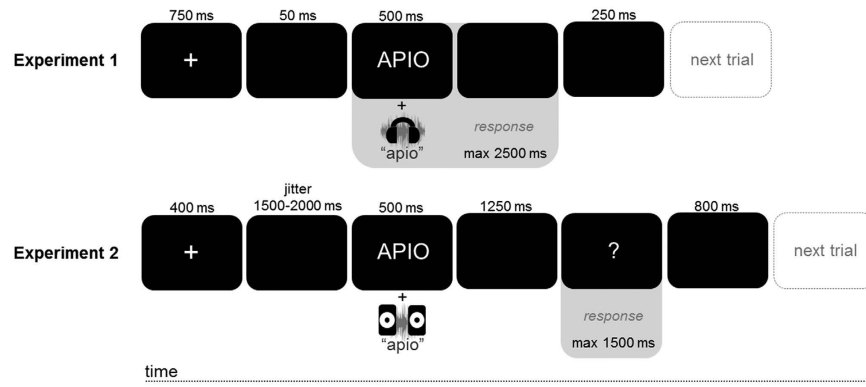 750 ms 50 ms 500 ms 250 ms
Experiment 1 + APIO next trial
+
response
"apio" max 2500 ms
jitter
400 ms 1500-2000 ms 500 ms 1250 ms 800 ms
Experiment 2 + APIO ? next trial
+
response
"apio" max 1500 ms
time